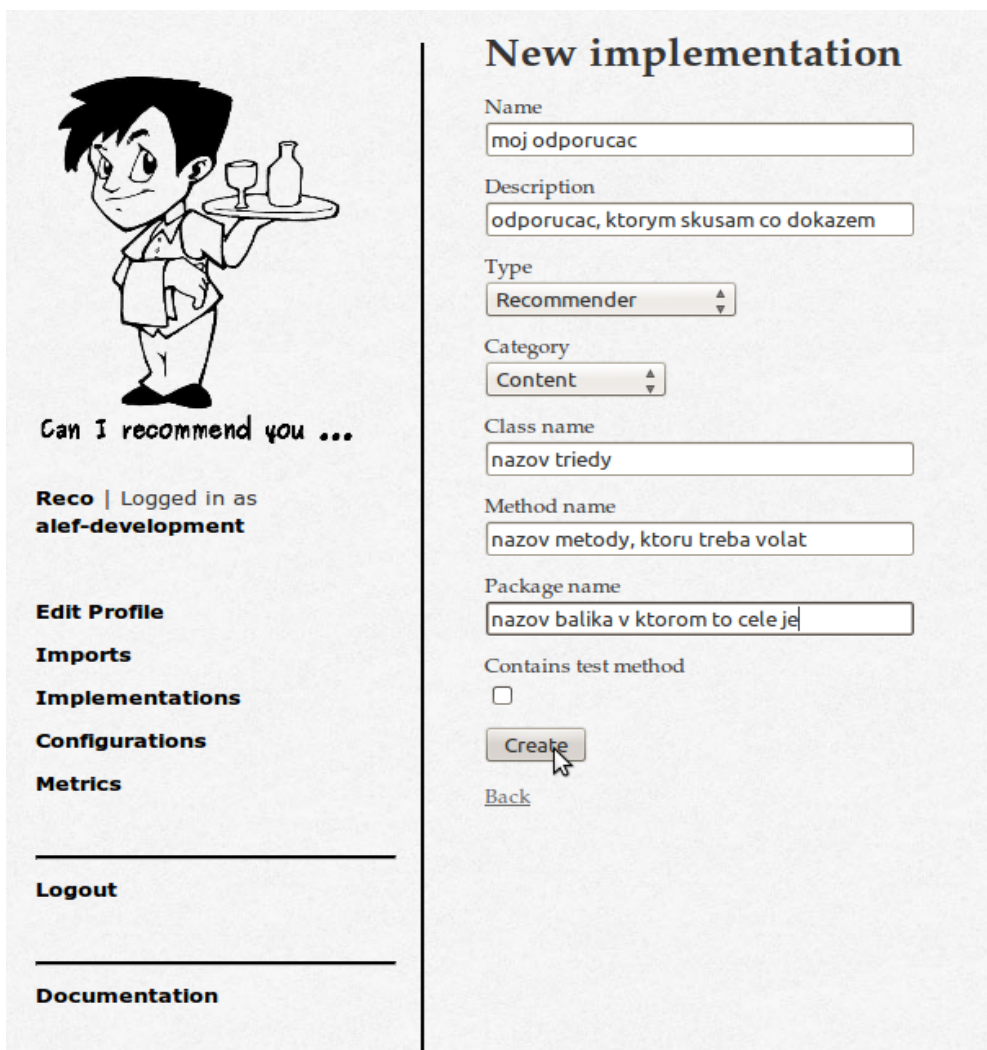 Can I recommend you ...
Reco | Logged in as
alef-development
Edit Profile
Imports
Implementations
Configurations
Metrics
Logout
Documentation
New implementation
Name
moj odporucac
Description
odporucac, ktorym skusam co dokazem
Type
Recommender
Category
Content
Class name
nazov triedy
Method name
nazov metody, ktoru treba volat
Package name
nazov balika v ktorom to cele je
Contains test method
Create
Back